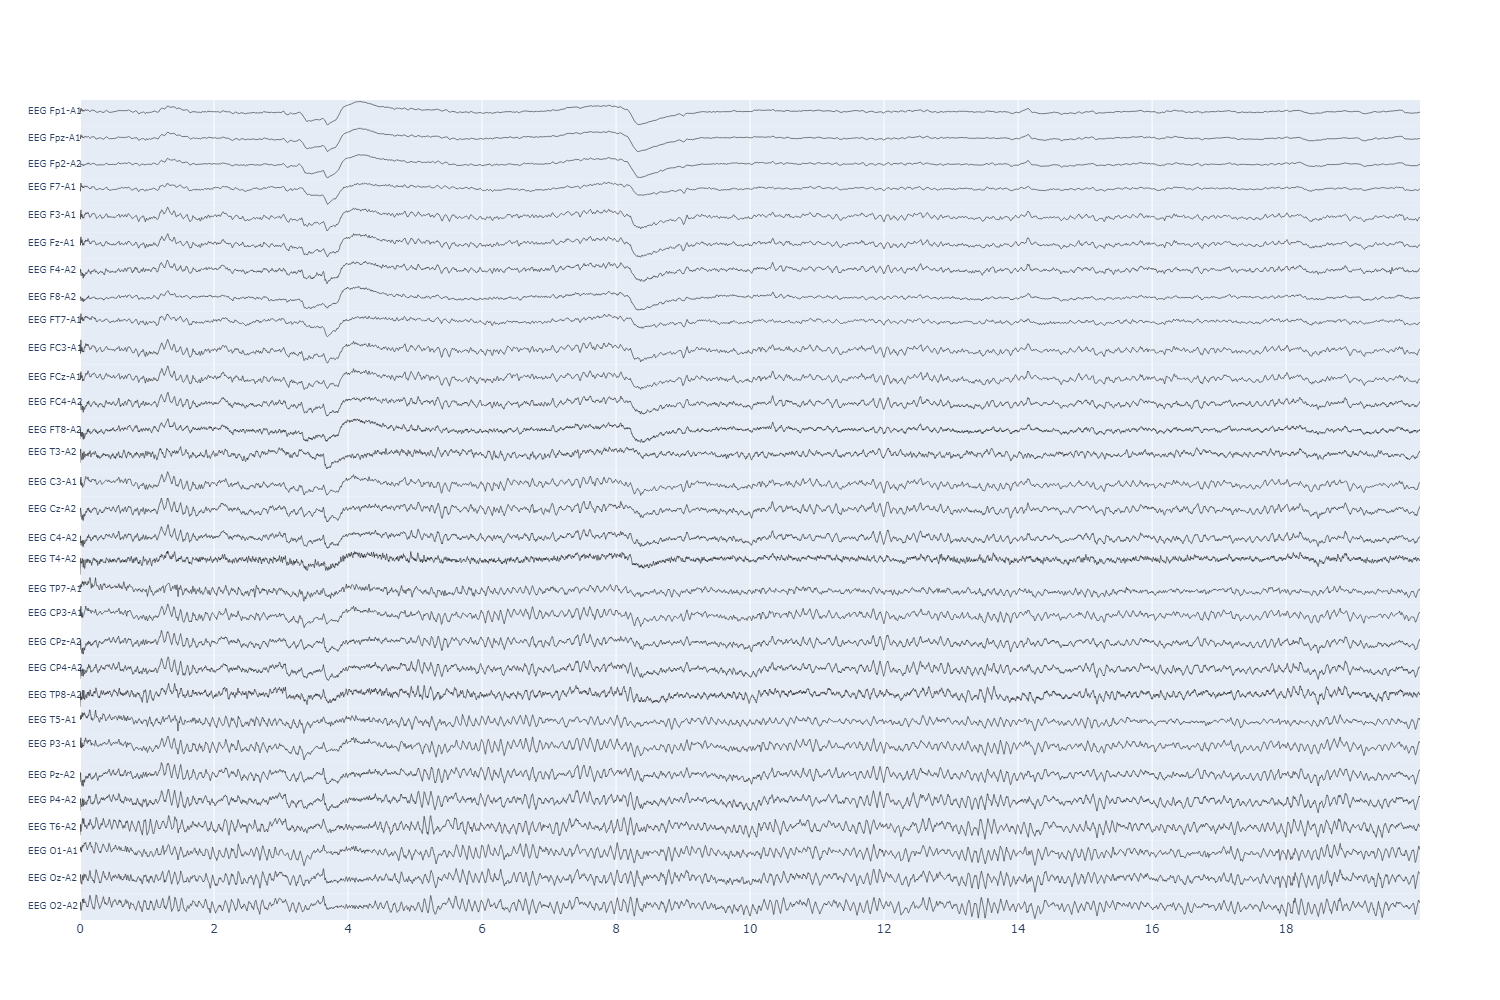 EEG Fp1-A1
EEG Fpz-A1
EEG Fp2-A2
EEG F7-A1
EEG F3-A1
EEG Fz-A1
EEG F4-A2
EEG F8-A2
EEG FT7-A1
EEG FC3-A1
EEG FCz-A1
EEG FC4-A2
EEG FT8-A2
EEG T3-A2
EEG C3-A1
EEG Cz-A2
EEG C4-A2
EEG T4-A2
EEG TP7-A1
EEG CP3-A1
EEG CPz-A2
EEG CP4-A2
EEG TP8-A2
EEG T5-A1
EEG P3-A1
EEG Pz-A2
EEG P4-A2
EEG T6-A2
EEG O1-A1
EEG Oz-A2
EEG O2-A2
0 2 4 6 8 10 12 14 16 18